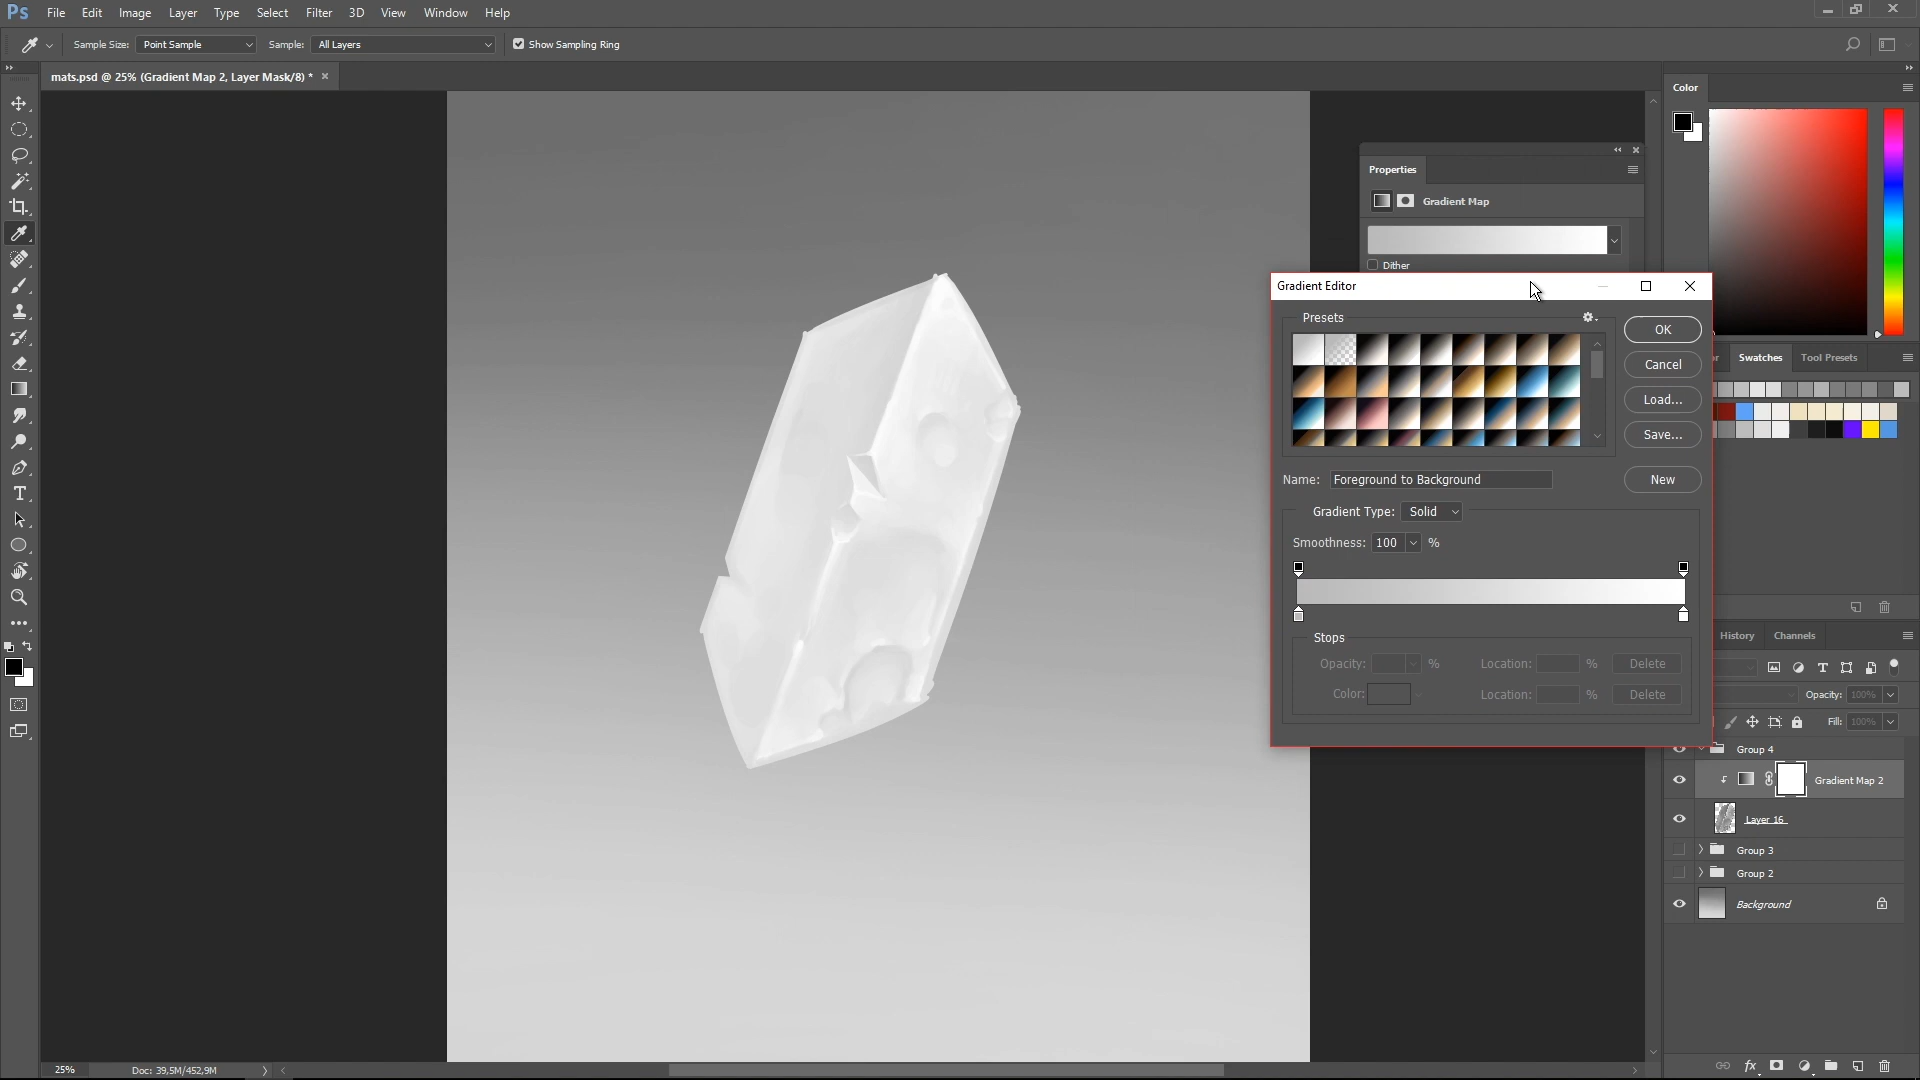 Ps File Edit Image Layer Type Select Filter 3D View Window Help
Sample Size: Point Sample Sample: All Layers Show Sampling Ring
mats.psd @ 25% (Gradient Map 2, Layer Mask/8) *
Color
Properties
Gradient Map
Dither
Gradient Editor
Presets
OK
Cancel
Load...
Save...
Name: Foreground to Background
New
Gradient Type: Solid
Smoothness: 100 %
Stops
Opacity: % Location: % Delete
Color: Location: % Delete
Swatches Tool Presets
History Channels
Opacity: 100%
Fill: 100%
Group 4
Gradient Map 2
Layer 16
Group 3
Group 2
Background
fx
25% Doc: 39,5M/452,9M